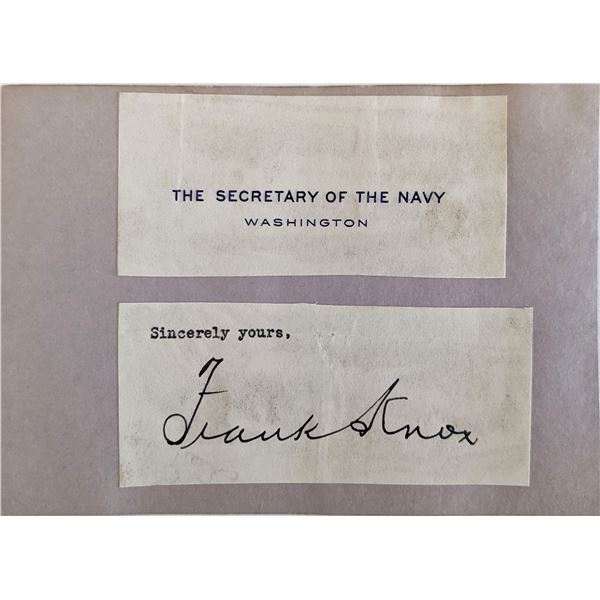 THE SECRETARY OF THE NAVY
WASHINGTON
Sincerely yours,
Frank Knox